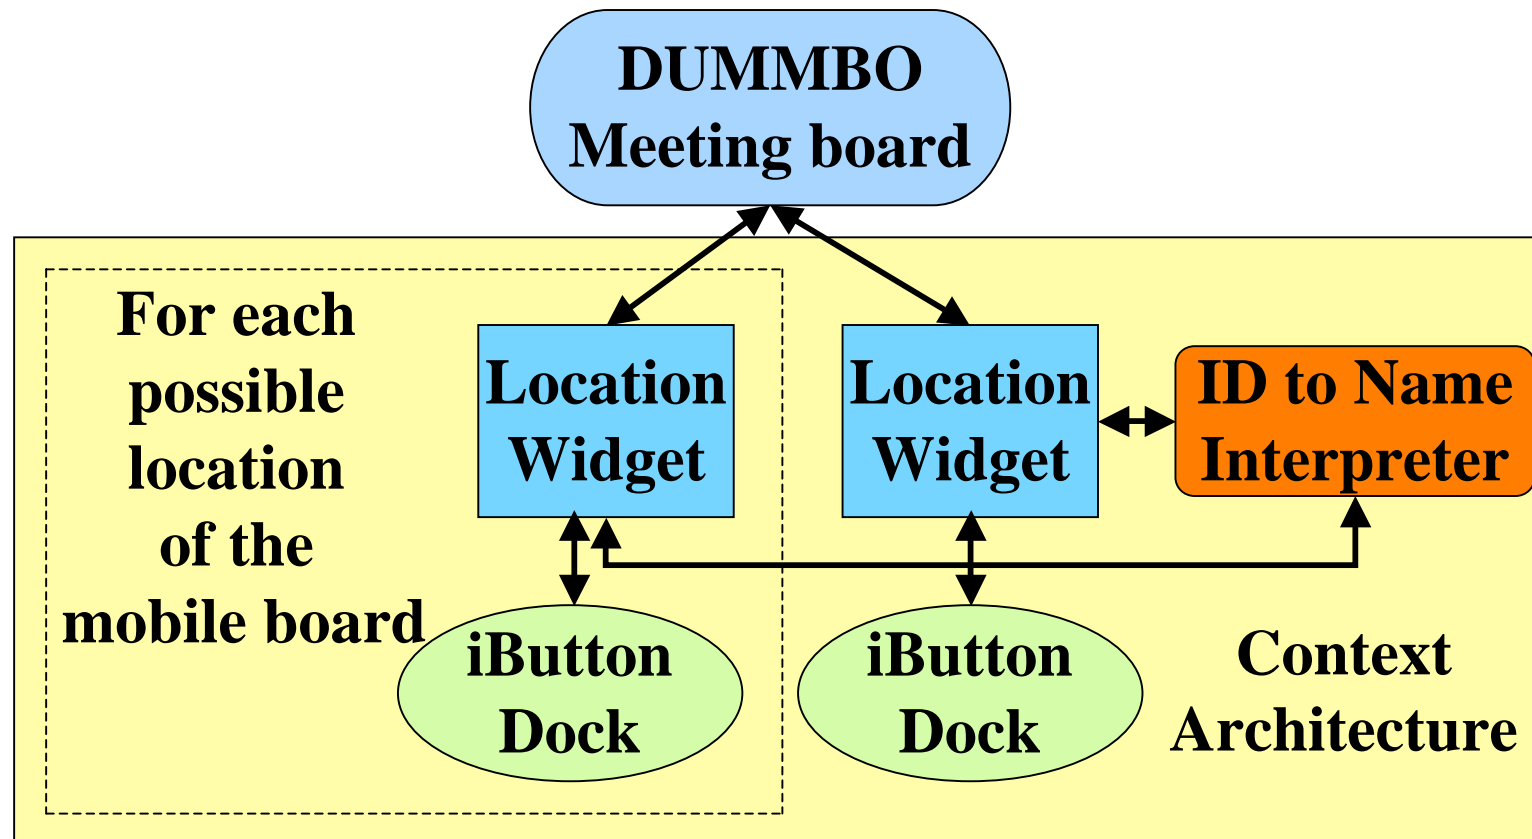 DUMMBO
Meeting board
For each
possible
location
of the
mobile board
Location
Widget
Location
Widget
ID to Name
Interpreter
iButton
Dock
iButton
Dock
Context
Architecture